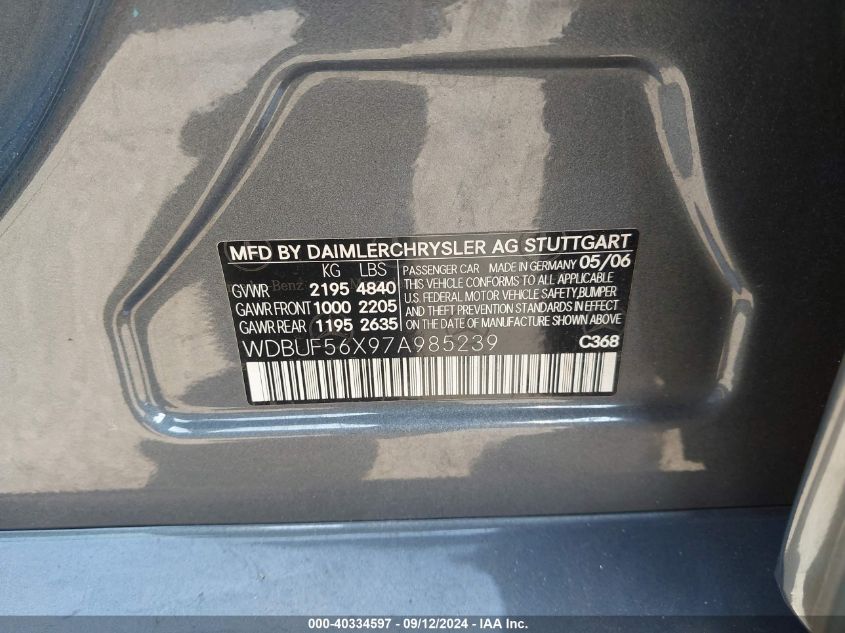 MFD BY DAIMLERCHRYSLER AG STUTTGART
KG LBS
GVWR 2195 4840
GAWR FRONT 1000 2205
GAWR REAR 1195 2635
PASSENGER CAR MADE IN GERMANY 05/06
THIS VEHICLE CONFORMS TO ALL APPLICABLE
U.S. FEDERAL MOTOR VEHICLE SAFETY, BUMPER
AND THEFT PREVENTION STANDARDS IN EFFECT
ON THE DATE OF MANUFACTURE SHOWN ABOVE
WDBUF56X97A985239 C368
000-40334597 - 09/12/2024 - IAA Inc.